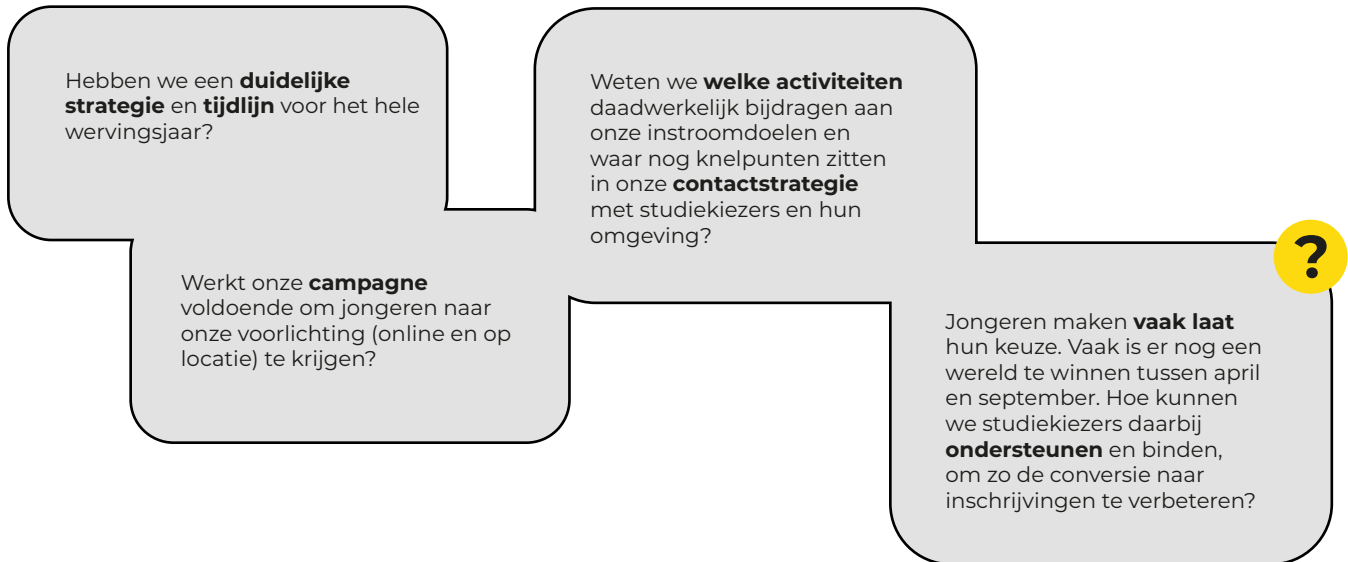 Hebben we een duidelijke
strategie en tijdlijn voor het hele
wervingsjaar?
Werkt onze campagne
voldoende om jongeren naar
onze voorlichting (online en op
locatie) te krijgen?
Weten we welke activiteiten
daadwerkelijk bijdragen aan
onze instroomdoelen en
waar nog knelpunten zitten
in onze contactstrategie
met studiekiezers en hun
omgeving?
?
Jongeren maken vaak laat
hun keuze. Vaak is er nog een
wereld te winnen tussen april
en september. Hoe kunnen
we studiekiezers daarbij
ondersteunen en binden,
om zo de conversie naar
inschrijvingen te verbeteren?